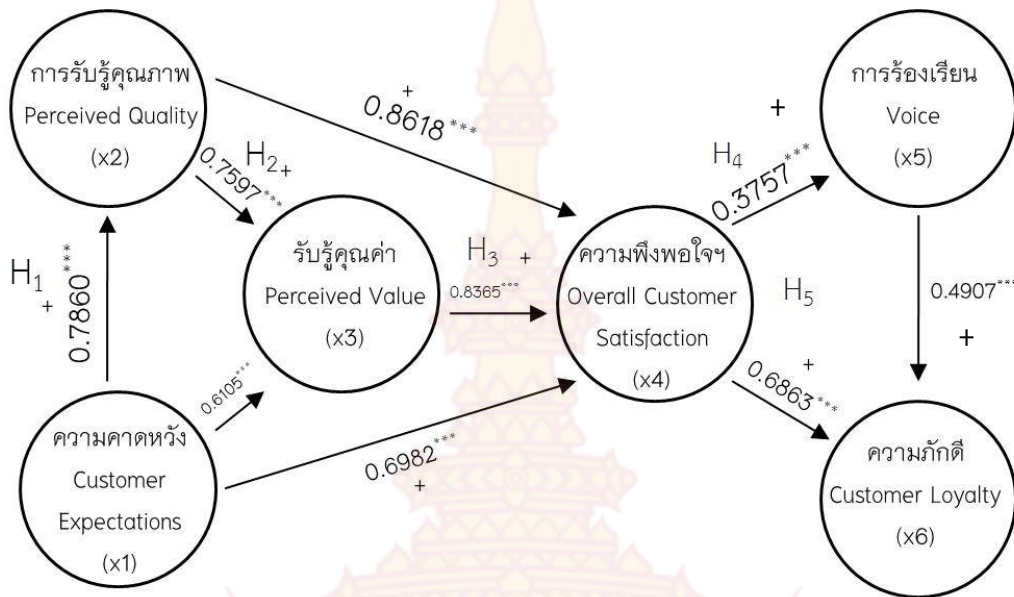 การรับรู้คุณภาพ
Perceived Quality
(x2)
+
0.8618 ***
H2 +
0.7597 ***
H1
+
0.7860 ***
รับรู้คุณค่า
Perceived Value
(x3)
H3 +
0.8365 ***
0.6105 ***
ความคาดหวัง
Customer
Expectations
(x1)
0.6982 ***
+
ความพึงพอใจฯ
Overall Customer
Satisfaction
(x4)
+
H4
0.3757 ***
การร้องเรียน
Voice
(x5)
0.4907 ***
+
H5
+
0.6863 ***
ความภักดี
Customer Loyalty
(x6)